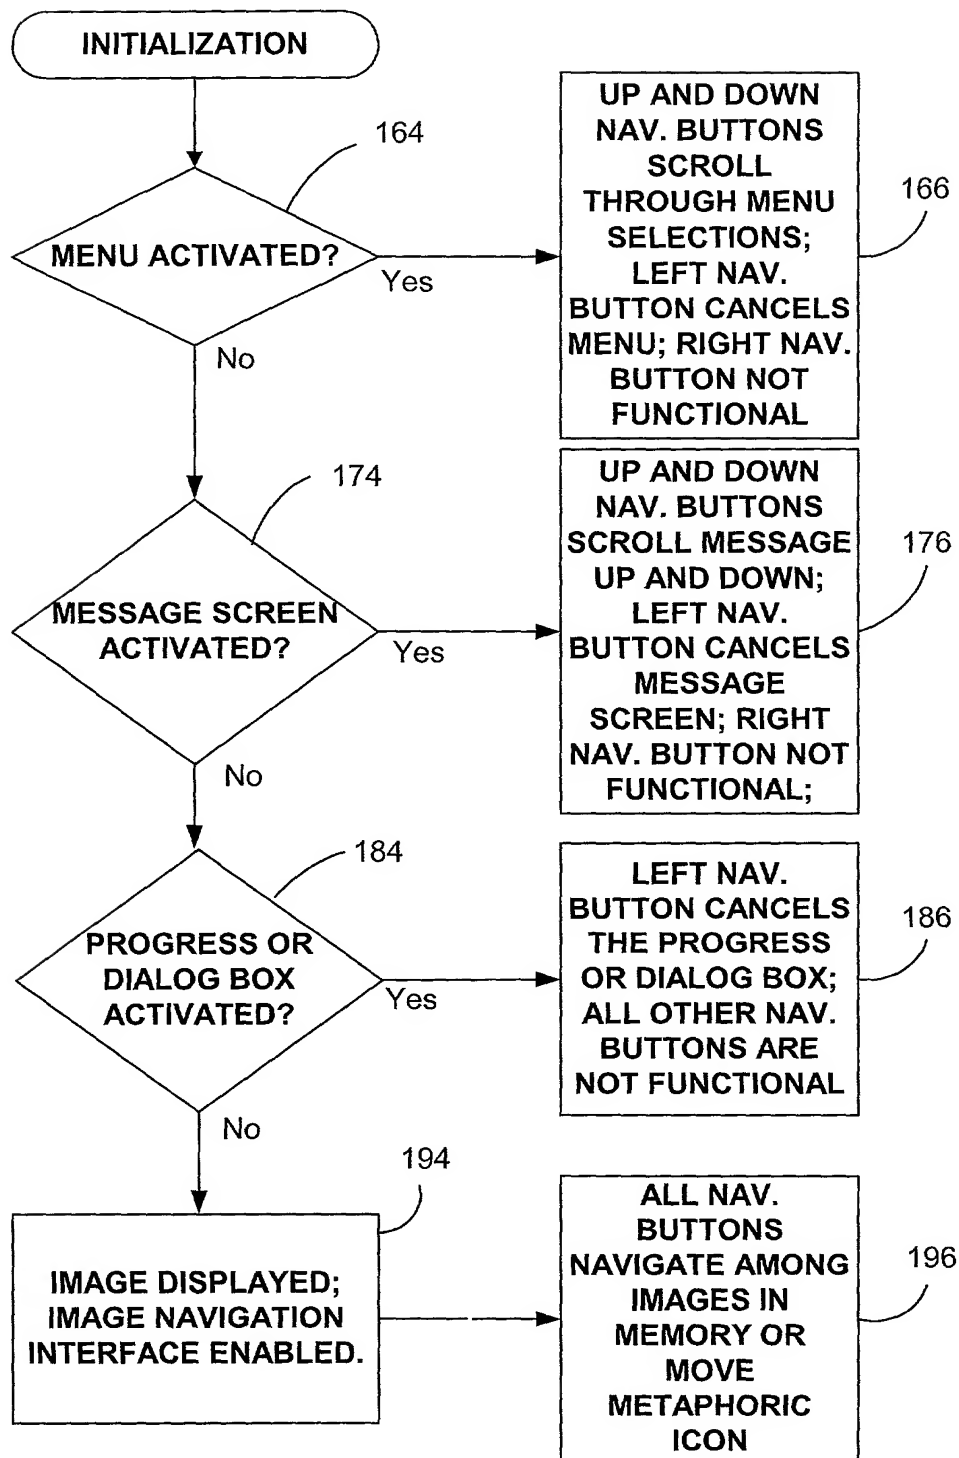 INITIALIZATION
164
MENU ACTIVATED?
Yes
No
UP AND DOWN
NAV. BUTTONS
SCROLL
THROUGH MENU
SELECTIONS;
LEFT NAV.
BUTTON CANCELS
MENU; RIGHT NAV.
BUTTON NOT
FUNCTIONAL
166
174
MESSAGE SCREEN
ACTIVATED?
Yes
No
UP AND DOWN
NAV. BUTTONS
SCROLL MESSAGE
UP AND DOWN;
LEFT NAV.
BUTTON CANCELS
MESSAGE
SCREEN; RIGHT
NAV. BUTTON NOT
FUNCTIONAL;
176
184
PROGRESS OR
DIALOG BOX
ACTIVATED?
Yes
No
LEFT NAV.
BUTTON CANCELS
THE PROGRESS
OR DIALOG BOX;
ALL OTHER NAV.
BUTTONS ARE
NOT FUNCTIONAL
186
194
IMAGE DISPLAYED;
IMAGE NAVIGATION
INTERFACE ENABLED.
ALL NAV.
BUTTONS
NAVIGATE AMONG
IMAGES IN
MEMORY OR
MOVE
METAPHORIC
ICON
196